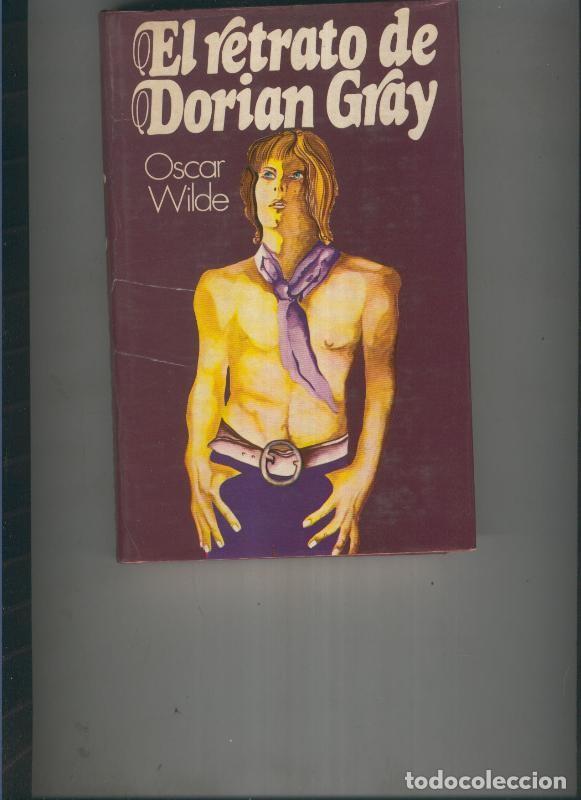 El retrato de
Dorian Gray
Oscar
Wilde
todocoleccion